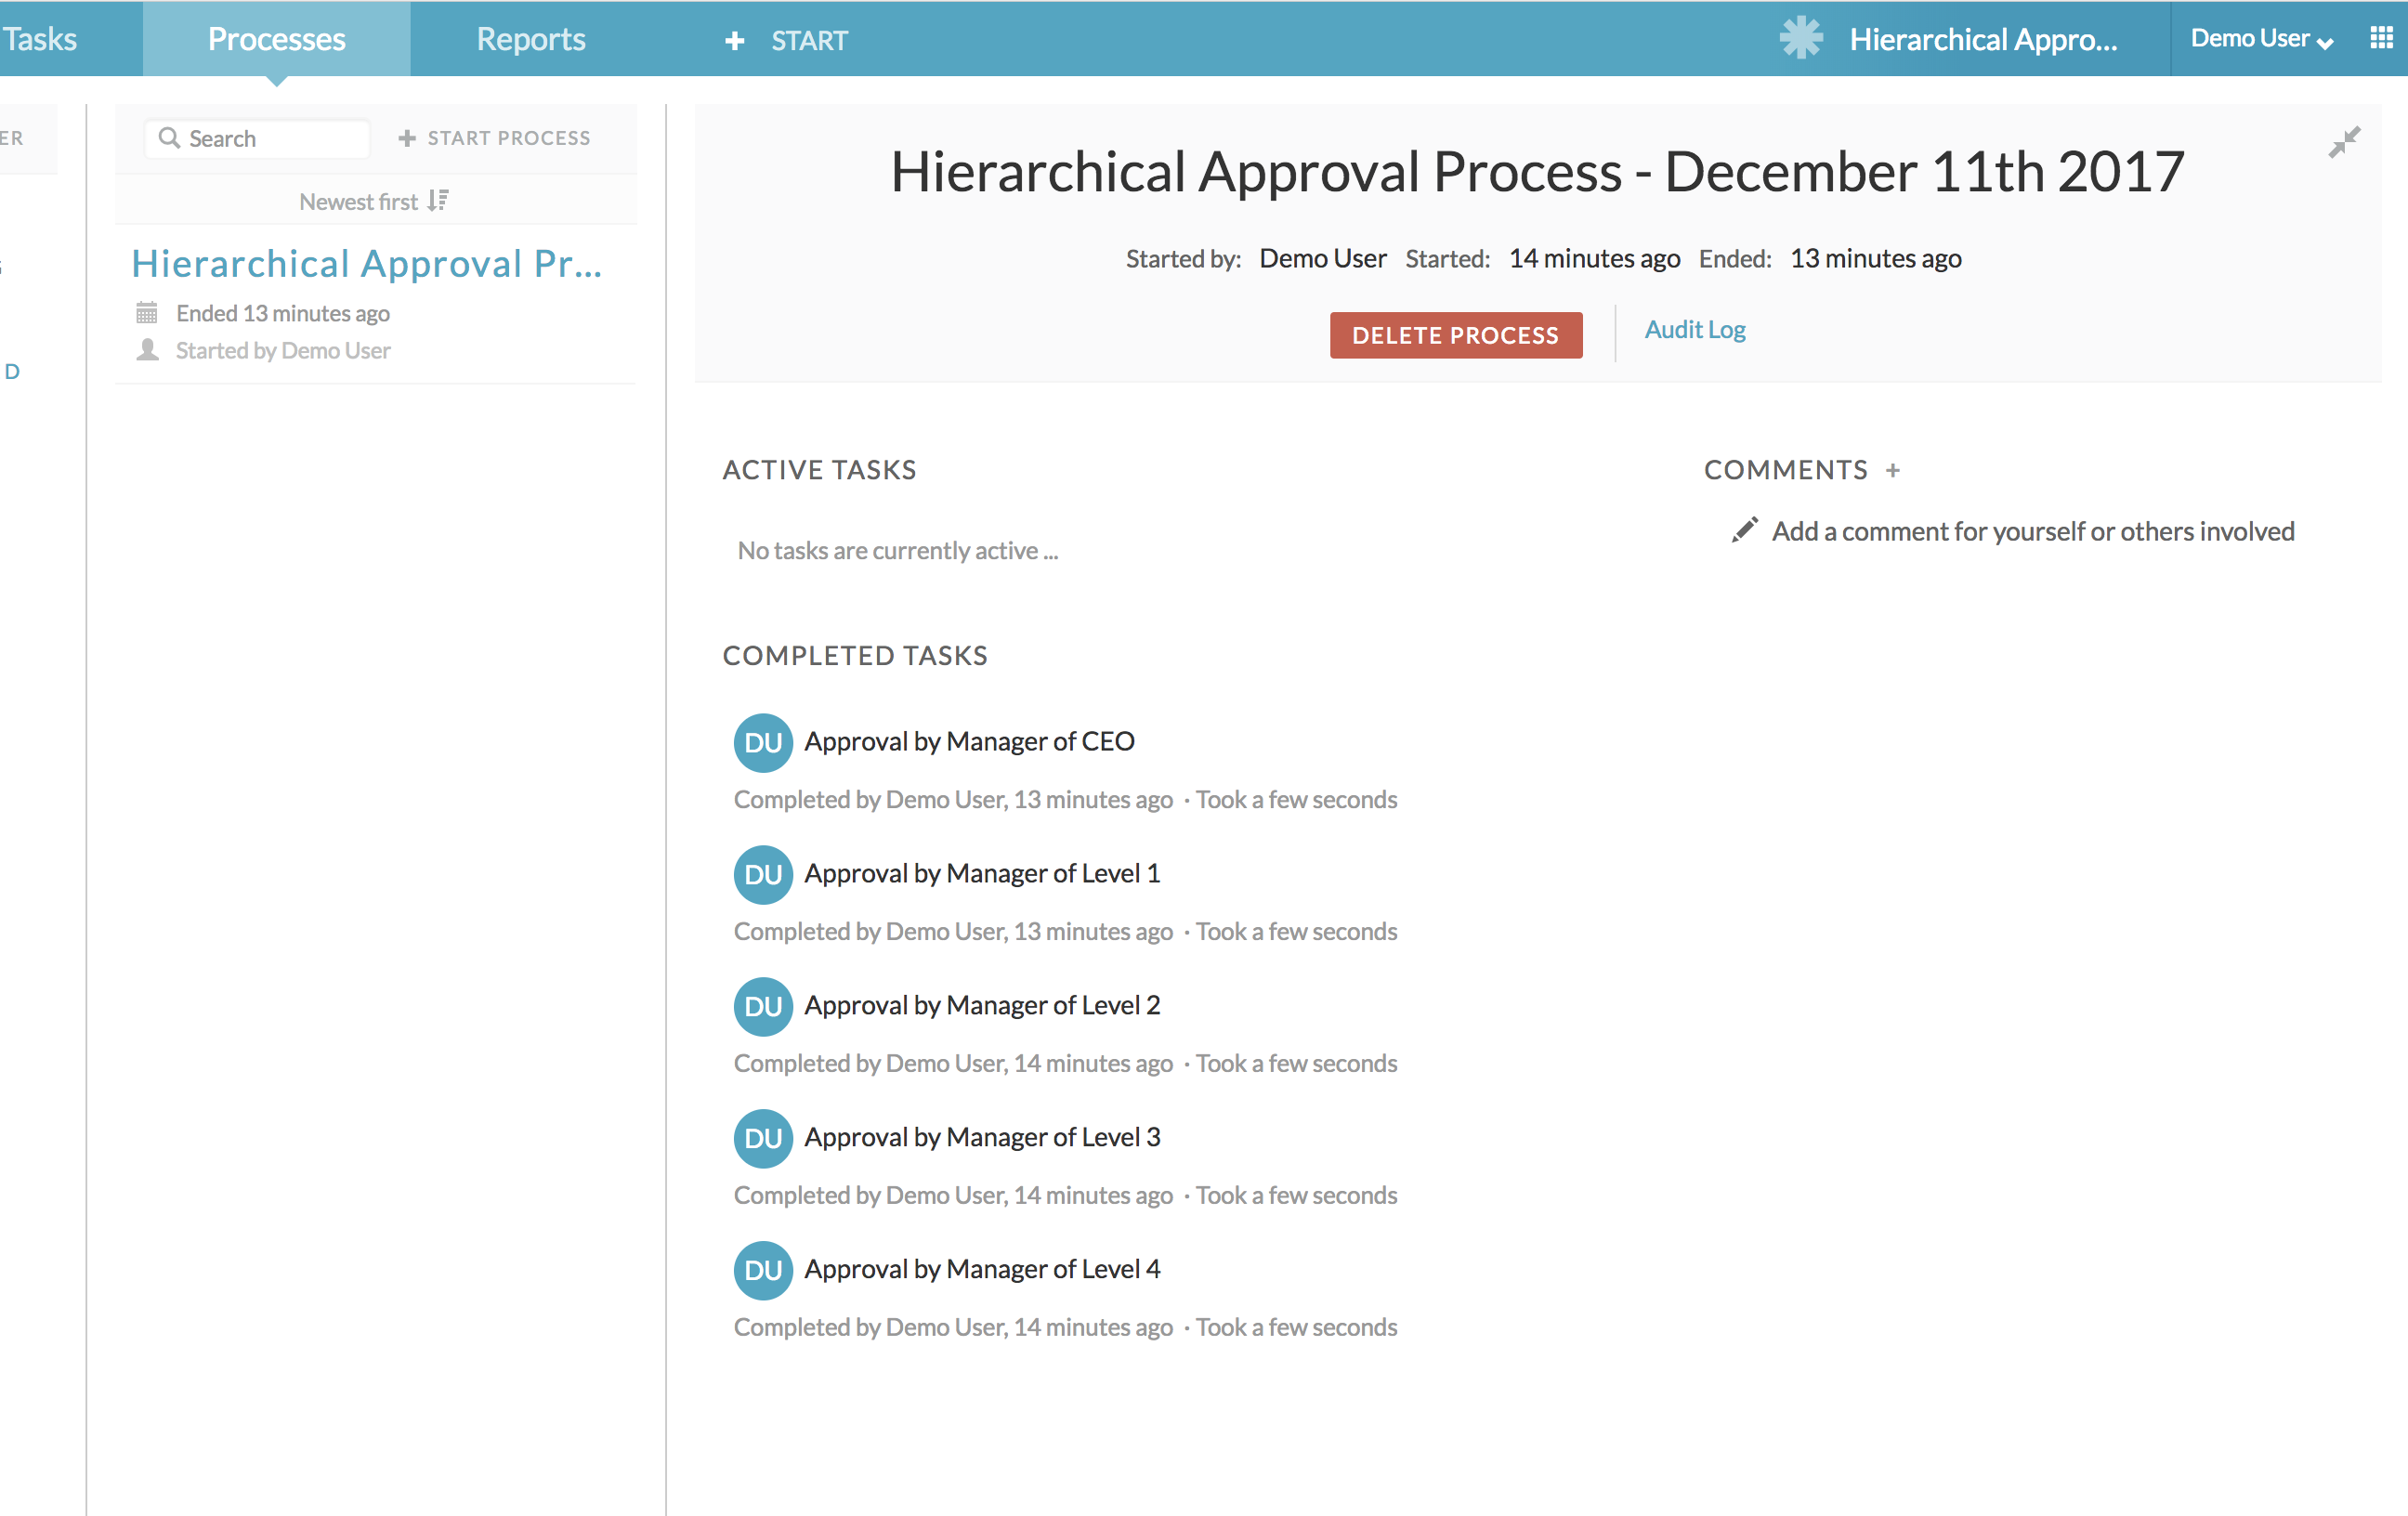 Tasks Processes Reports + START Hierarchical Appro... Demo User
ER
Search + START PROCESS
Newest first
Hierarchical Approval Pr...
Ended 13 minutes ago
Started by Demo User
D
Hierarchical Approval Process - December 11th 2017
Started by: Demo User Started: 14 minutes ago Ended: 13 minutes ago
DELETE PROCESS Audit Log
ACTIVE TASKS
No tasks are currently active ...
COMMENTS +
Add a comment for yourself or others involved
COMPLETED TASKS
DU Approval by Manager of CEO
Completed by Demo User, 13 minutes ago · Took a few seconds
DU Approval by Manager of Level 1
Completed by Demo User, 13 minutes ago · Took a few seconds
DU Approval by Manager of Level 2
Completed by Demo User, 14 minutes ago · Took a few seconds
DU Approval by Manager of Level 3
Completed by Demo User, 14 minutes ago · Took a few seconds
DU Approval by Manager of Level 4
Completed by Demo User, 14 minutes ago · Took a few seconds